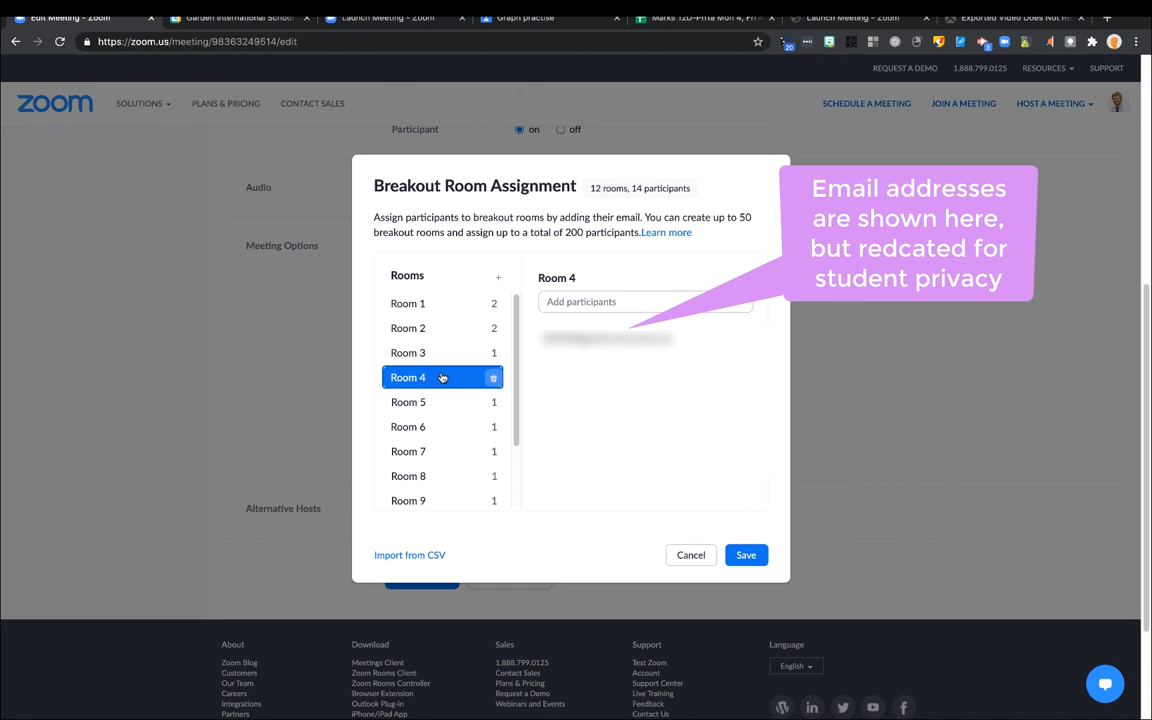 Edit Meeting - Zoom
Garden International School
Launch Meeting - Zoom
Graph practise
Marks 12D-Pirra Mon 4, Fri
Launch Meeting - Zoom
Exported Video Does Not R
https://zoom.us/meeting/98363249514/edit
20
3
REQUEST A DEMO 1.888.799.0125 RESOURCES SUPPORT
zoom SOLUTIONS PLANS & PRICING CONTACT SALES SCHEDULE A MEETING JOIN A MEETING HOST A MEETING
Participant on off
Audio
Meeting Options
Alternative Hosts
Breakout Room Assignment 12 rooms, 14 participants
Assign participants to breakout rooms by adding their email. You can create up to 50
breakout rooms and assign up to a total of 200 participants.Learn more
Rooms +
Room 1 2
Room 2 2
Room 3 1
Room 4
Room 5 1
Room 6 1
Room 7 1
Room 8 1
Room 9 1
Room 4
Add participants
Import from CSV Cancel Save
Email addresses
are shown here,
but redcated for
student privacy
About
Zoom Blog
Customers
Our Team
Careers
Integrations
Partners
Download
Meetings Client
Zoom Rooms Client
Zoom Rooms Controller
Browser Extension
Outlook Plug-in
iPhone/iPad App
Sales
1.888.799.0125
Contact Sales
Plans & Pricing
Request a Demo
Webinars and Events
Support
Test Zoom
Account
Support Center
Live Training
Feedback
Contact Us
Language
English